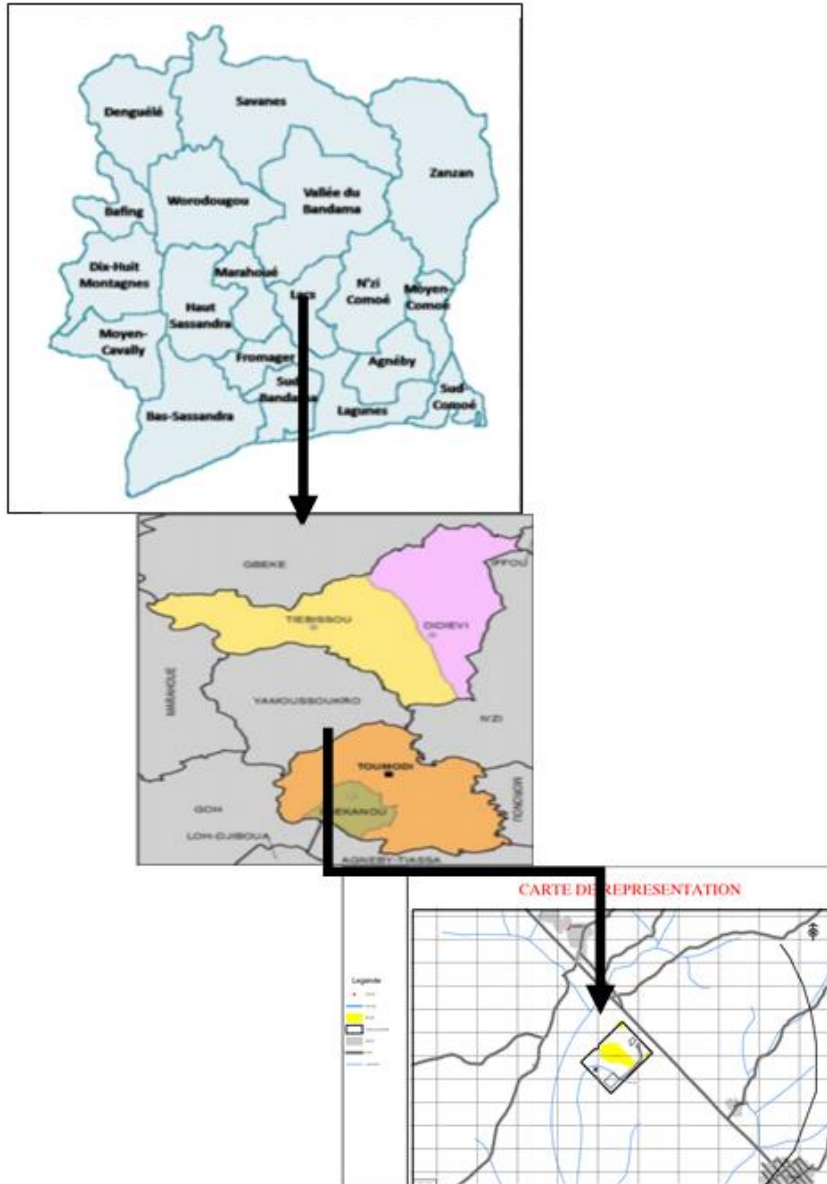 Denguélé
Savanes
Zanzan
Bafing
Worodougou
Vallée du
Bandama
Dix-Huit
Montagnes
Marahoué
Haut
Sassandra
Lacs
N'zi
Comoé
Moyen-
Comoé
Moyen-
Cavally
Fromager
Agnéby
Sud
Bandama
Sud-
Comoé
Bas-Sassandra
Lagunes
GBEKE
IFFOU
TIEBISSOU
DIDIEVI
MARAHOUE
YAMOUSSOUKRO
N'ZI
TOUMODI
MORONOU
GOH
LOH-DJIBOUA
AGNEBY-TIASSA
CARTE DE REPRESENTATION
Legende